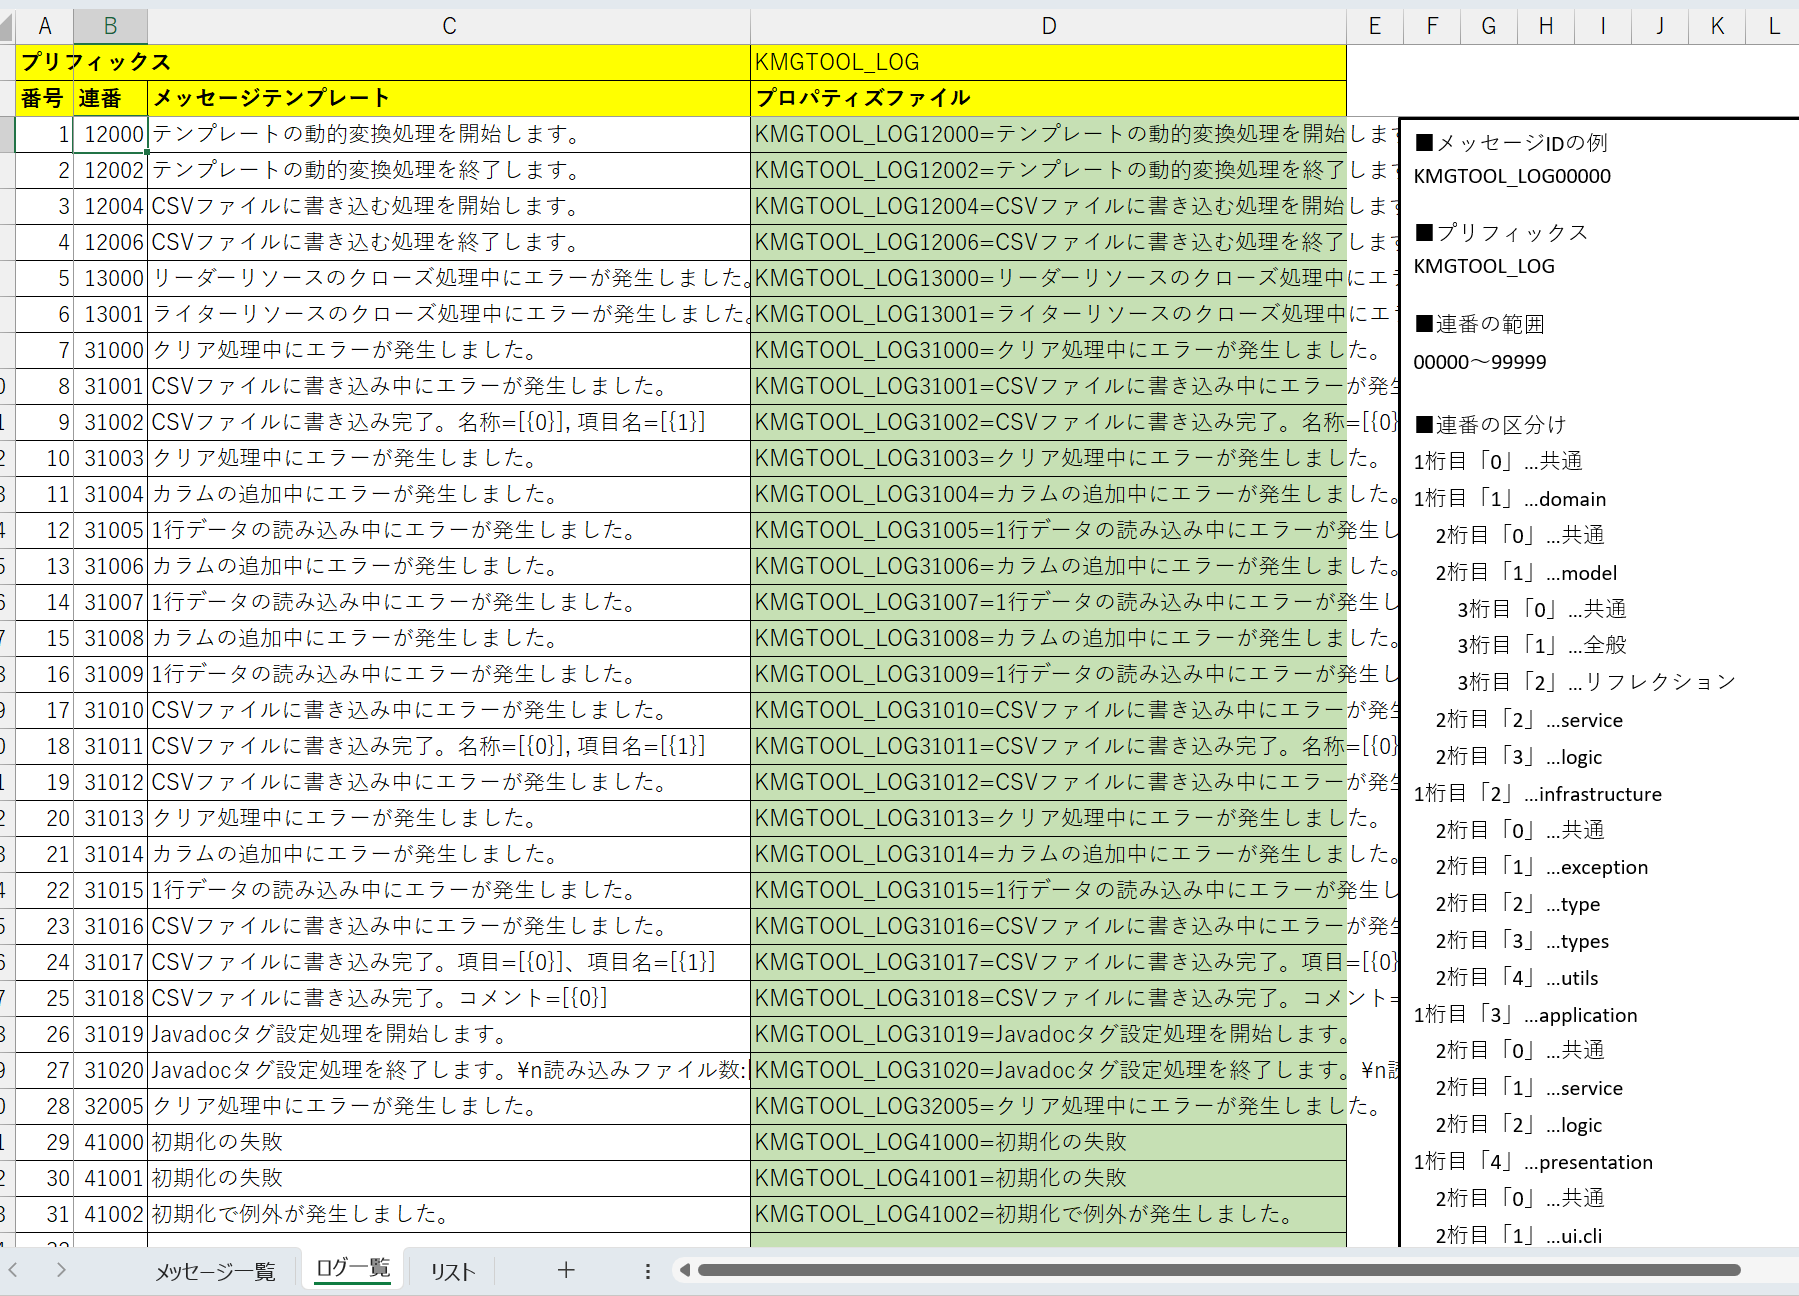 A B C D E F G H I J K L
プリフィックス KMGTOOL_LOG
番号 連番 メッセージテンプレート プロパティズファイル
1 12000 テンプレートの動的変換処理を開始します。 KMGTOOL_LOG12000=テンプレートの動的変換処理を開始します
2 12002 テンプレートの動的変換処理を終了します。 KMGTOOL_LOG12002=テンプレートの動的変換処理を終了します
3 12004 CSVファイルに書き込む処理を開始します。 KMGTOOL_LOG12004=CSVファイルに書き込む処理を開始します
4 12006 CSVファイルに書き込む処理を終了します。 KMGTOOL_LOG12006=CSVファイルに書き込む処理を終了します
5 13000 リーダーリソースのクローズ処理中にエラーが発生しました。 KMGTOOL_LOG13000=リーダーリソースのクローズ処理中にエ
6 13001 ライターリソースのクローズ処理中にエラーが発生しました。 KMGTOOL_LOG13001=ライターリソースのクローズ処理中にエ
7 31000 クリア処理中にエラーが発生しました。 KMGTOOL_LOG31000=クリア処理中にエラーが発生しました。
8 31001 CSVファイルに書き込み中にエラーが発生しました。 KMGTOOL_LOG31001=CSVファイルに書き込み中にエラーが発生
9 31002 CSVファイルに書き込み完了。名称=[{0}], 項目名=[{1}] KMGTOOL_LOG31002=CSVファイルに書き込み完了。名称=[{0}
10 31003 クリア処理中にエラーが発生しました。 KMGTOOL_LOG31003=クリア処理中にエラーが発生しました。
11 31004 カラムの追加中にエラーが発生しました。 KMGTOOL_LOG31004=カラムの追加中にエラーが発生しました。
12 31005 1行データの読み込み中にエラーが発生しました。 KMGTOOL_LOG31005=1行データの読み込み中にエラーが発生し
13 31006 カラムの追加中にエラーが発生しました。 KMGTOOL_LOG31006=カラムの追加中にエラーが発生しました。
14 31007 1行データの読み込み中にエラーが発生しました。 KMGTOOL_LOG31007=1行データの読み込み中にエラーが発生し
15 31008 カラムの追加中にエラーが発生しました。 KMGTOOL_LOG31008=カラムの追加中にエラーが発生しました。
16 31009 1行データの読み込み中にエラーが発生しました。 KMGTOOL_LOG31009=1行データの読み込み中にエラーが発生し
17 31010 CSVファイルに書き込み中にエラーが発生しました。 KMGTOOL_LOG31010=CSVファイルに書き込み中にエラーが発生
18 31011 CSVファイルに書き込み完了。名称=[{0}], 項目名=[{1}] KMGTOOL_LOG31011=CSVファイルに書き込み完了。名称=[{0}
19 31012 CSVファイルに書き込み中にエラーが発生しました。 KMGTOOL_LOG31012=CSVファイルに書き込み中にエラーが発生
20 31013 クリア処理中にエラーが発生しました。 KMGTOOL_LOG31013=クリア処理中にエラーが発生しました。
21 31014 カラムの追加中にエラーが発生しました。 KMGTOOL_LOG31014=カラムの追加中にエラーが発生しました。
22 31015 1行データの読み込み中にエラーが発生しました。 KMGTOOL_LOG31015=1行データの読み込み中にエラーが発生し
23 31016 CSVファイルに書き込み中にエラーが発生しました。 KMGTOOL_LOG31016=CSVファイルに書き込み中にエラーが発生
24 31017 CSVファイルに書き込み完了。項目=[{0}]、項目名=[{1}] KMGTOOL_LOG31017=CSVファイルに書き込み完了。項目=[{0}
25 31018 CSVファイルに書き込み完了。コメント=[{0}] KMGTOOL_LOG31018=CSVファイルに書き込み完了。コメント=
26 31019 Javadocタグ設定処理を開始します。 KMGTOOL_LOG31019=Javadocタグ設定処理を開始します。
27 31020 Javadocタグ設定処理を終了します。¥n読み込みファイル数:[ KMGTOOL_LOG31020=Javadocタグ設定処理を終了します。¥n読
28 32005 クリア処理中にエラーが発生しました。 KMGTOOL_LOG32005=クリア処理中にエラーが発生しました。
29 41000 初期化の失敗 KMGTOOL_LOG41000=初期化の失敗
30 41001 初期化の失敗 KMGTOOL_LOG41001=初期化の失敗
31 41002 初期化で例外が発生しました。 KMGTOOL_LOG41002=初期化で例外が発生しました。
■メッセージIDの例
KMGTOOL_LOG00000
■プリフィックス
KMGTOOL_LOG
■連番の範囲
00000～99999
■連番の区分け
1桁目「0」…共通
1桁目「1」…domain
2桁目「0」…共通
2桁目「1」…model
3桁目「0」…共通
3桁目「1」…全般
3桁目「2」…リフレクション
2桁目「2」…service
2桁目「3」…logic
1桁目「2」…infrastructure
2桁目「0」…共通
2桁目「1」…exception
2桁目「2」…type
2桁目「3」…types
2桁目「4」…utils
1桁目「3」…application
2桁目「0」…共通
2桁目「1」…service
2桁目「2」…logic
1桁目「4」…presentation
2桁目「0」…共通
2桁目「1」…ui.cli
メッセージ一覧 ログ一覧 リスト